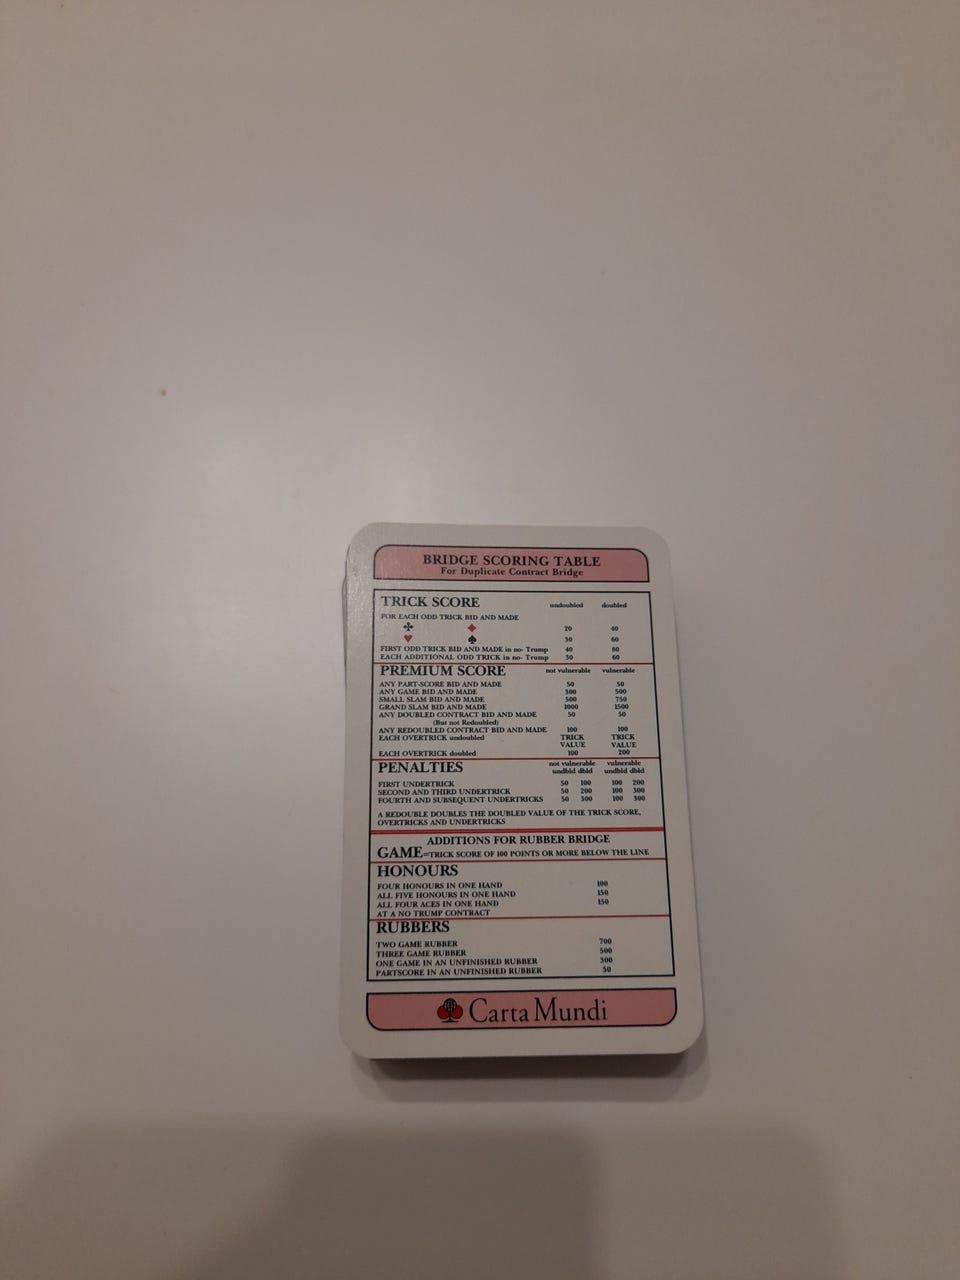 BRIDGE SCORING TABLE
For Duplicate Contract Bridge
TRICK SCORE undoubled doubled
FOR EACH ODD TRICK BID AND MADE
♣ ♦ 20 40
♥ ♠ 30 60
FIRST ODD TRICK BID AND MADE in no- Trump 40 80
EACH ADDITIONAL ODD TRICK in no- Trump 30 60
PREMIUM SCORE not vulnerable vulnerable
ANY PART-SCORE BID AND MADE 50 50
ANY GAME BID AND MADE 300 500
SMALL SLAM BID AND MADE 500 750
GRAND SLAM BID AND MADE 1000 1500
ANY DOUBLED CONTRACT BID AND MADE 50 50
(But not Redoubled)
ANY REDOUBLED CONTRACT BID AND MADE 100 100
EACH OVERTRICK undoubled TRICK TRICK
VALUE VALUE
EACH OVERTRICK doubled 100 200
PENALTIES not vulnerable vulnerable
undbld dbld undbld dbld
FIRST UNDERTRICK 50 100 100 200
SECOND AND THIRD UNDERTRICK 50 200 100 300
FOURTH AND SUBSEQUENT UNDERTRICKS 50 300 100 300
A REDOUBLE DOUBLES THE DOUBLED VALUE OF THE TRICK SCORE,
OVERTRICKS AND UNDERTRICKS
ADDITIONS FOR RUBBER BRIDGE
GAME=TRICK SCORE OF 100 POINTS OR MORE BELOW THE LINE
HONOURS
FOUR HONOURS IN ONE HAND 100
ALL FIVE HONOURS IN ONE HAND 150
ALL FOUR ACES IN ONE HAND 150
AT A NO TRUMP CONTRACT
RUBBERS
TWO GAME RUBBER 700
THREE GAME RUBBER 500
ONE GAME IN AN UNFINISHED RUBBER 300
PARTSCORE IN AN UNFINISHED RUBBER 50
Carta Mundi